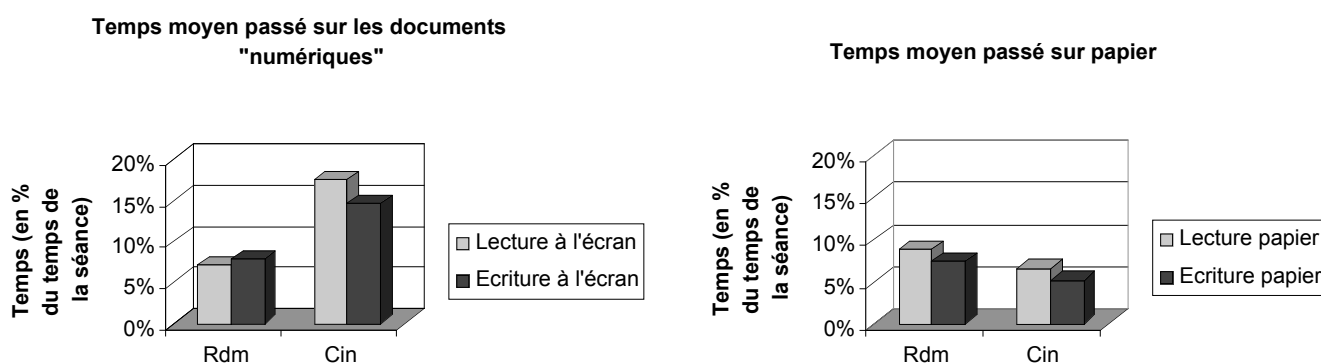 Temps moyen passé sur les documents
"numériques"
Temps (en %
du temps de
la séance)
20%
15%
10%
5%
0%
Rdm
Cin
Lecture à l'écran
Ecriture à l'écran
Temps moyen passé sur papier
Temps (en %
du temps de
la séance)
20%
15%
10%
5%
0%
Rdm
Cin
Lecture papier
Ecriture papier